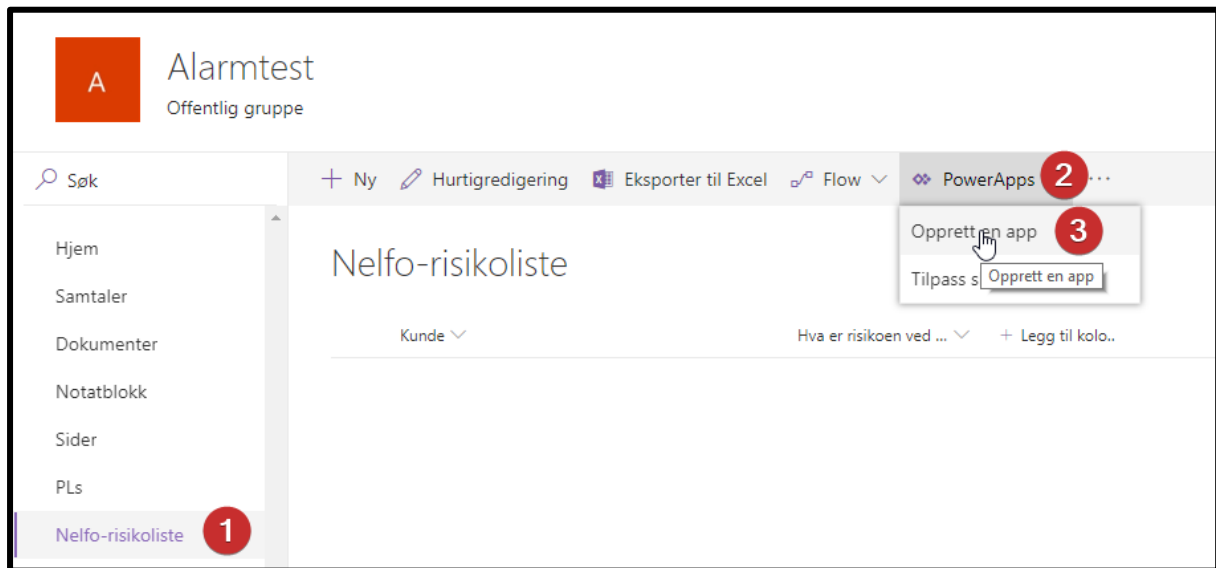 A
Alarmtest
Offentlig gruppe
Søk
Ny Hurtigredigering Eksporter til Excel Flow PowerApps 2 ...
Opprett en app 3
Tilpass s
Opprett en app
Hjem
Samtaler
Dokumenter
Notatblokk
Sider
PLs
Nelfo-risikoliste 1
Nelfo-risikoliste
Kunde Hva er risikoen ved ... + Legg til kolo..